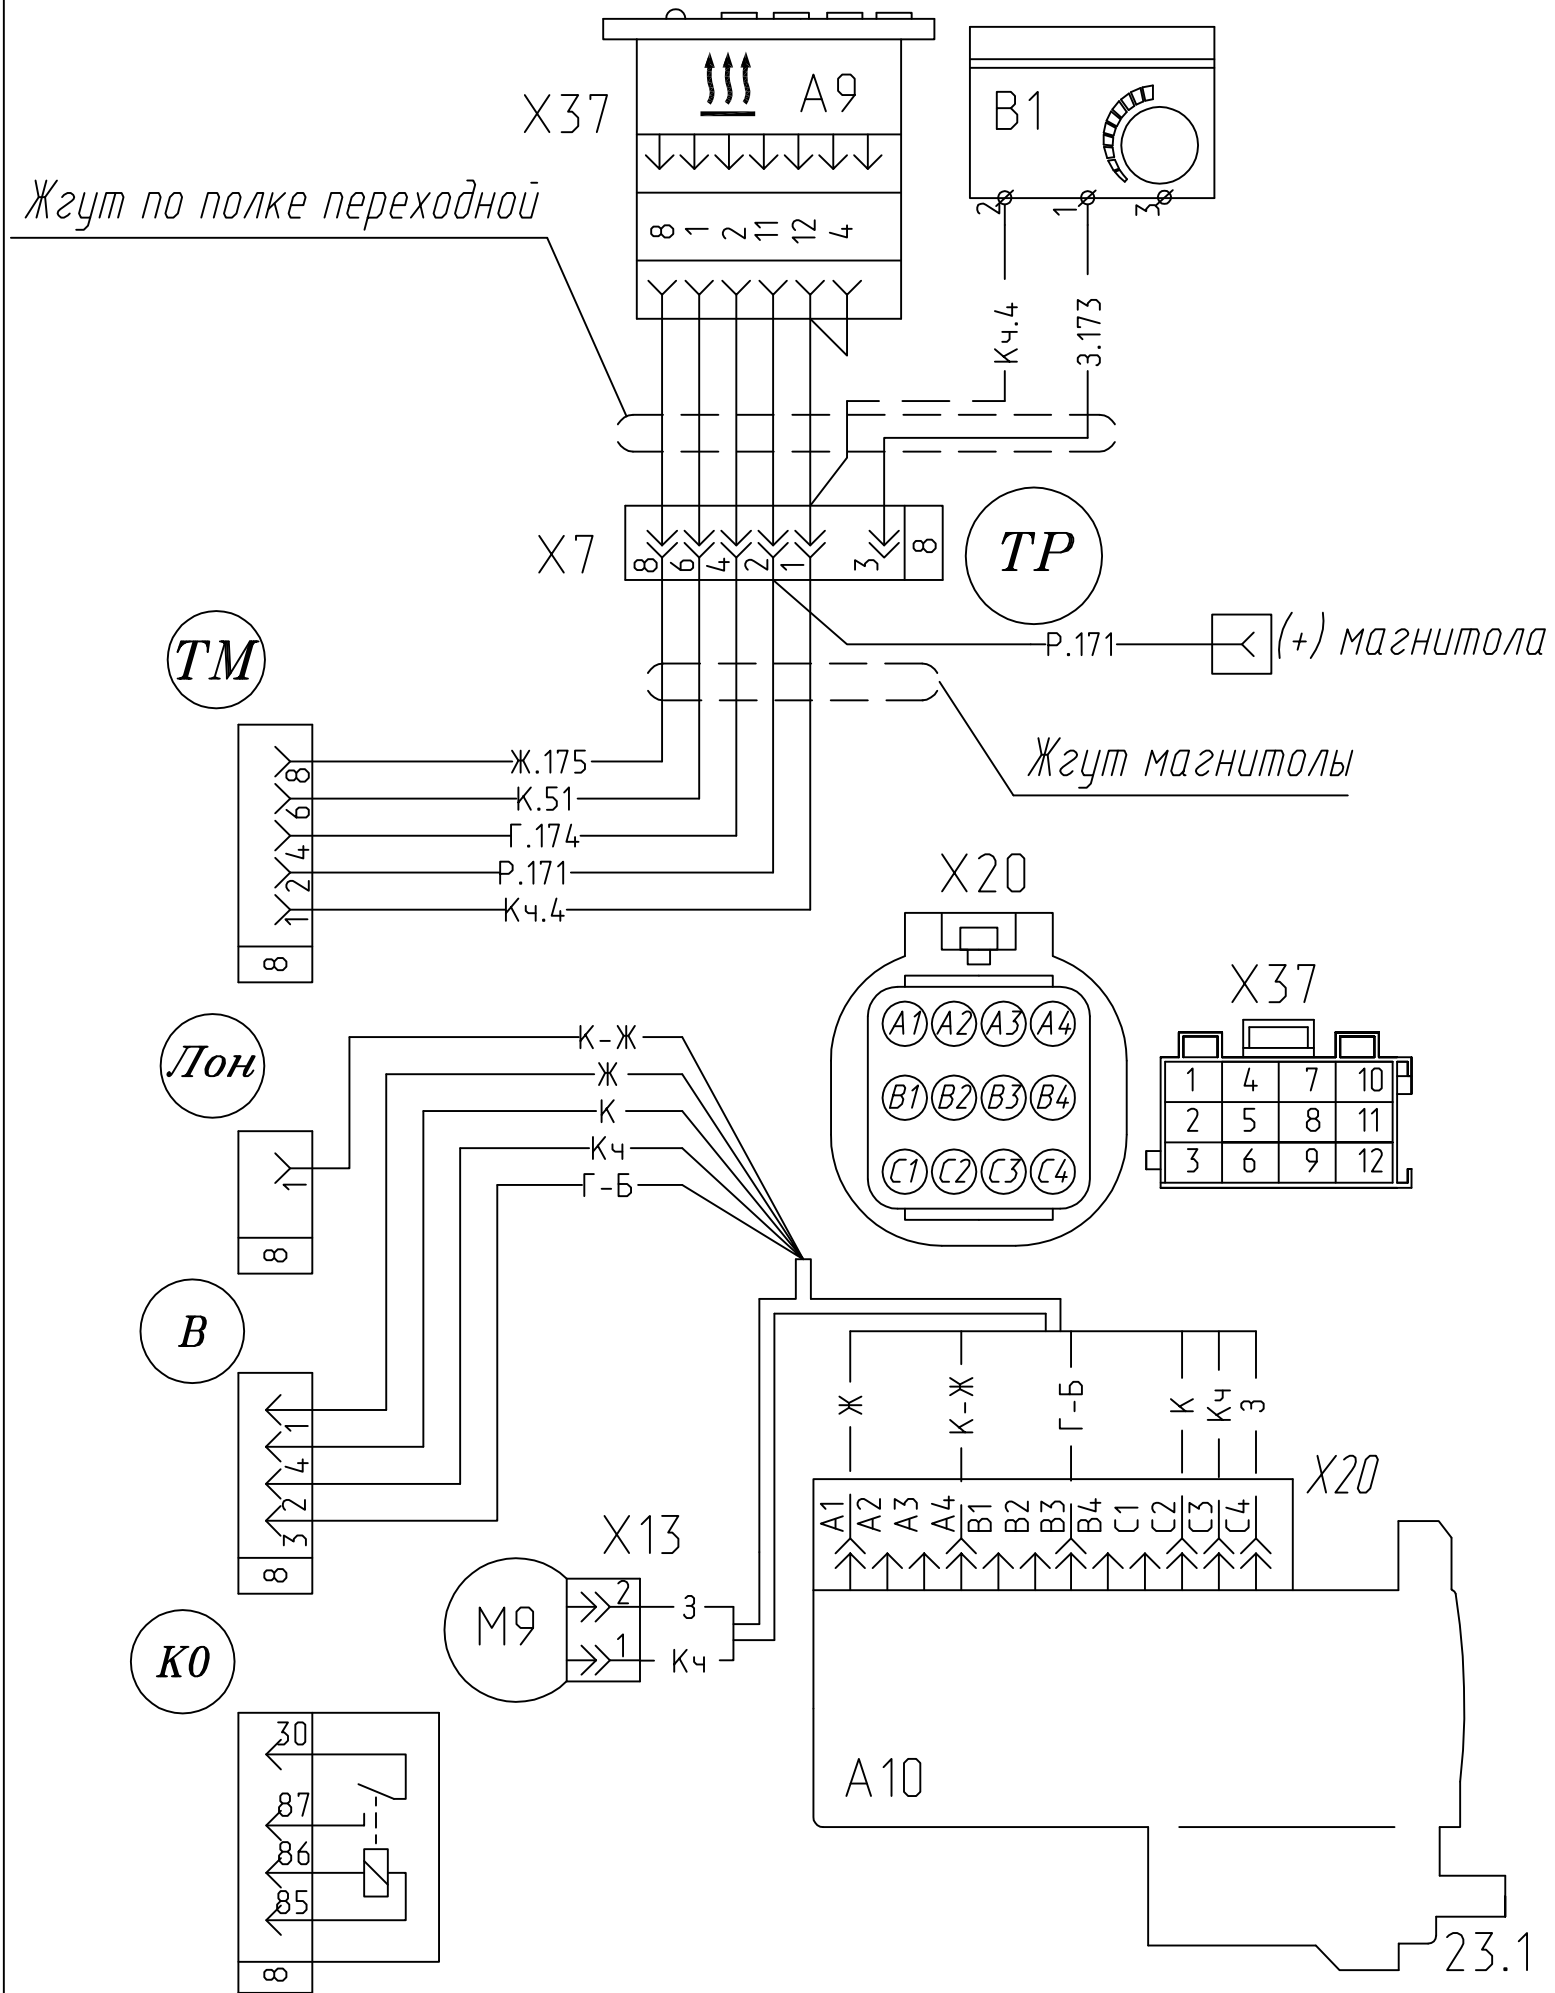 X37
A9
B1
Жгут по полке переходной
8 1 2 11 12 4
2 1 3
Кч.4
З.173
X7
8 6 4 2 1 3 8
ТР
ТМ
Р.171
(+) магнитола
Жгут магнитолы
8 Ж.175
6 К.51
4 Г.174
2 Р.171
1 Кч.4
8
X20
A1 A2 A3 A4
B1 B2 B3 B4
C1 C2 C3 C4
X37
1 4 7 10
2 5 8 11
3 6 9 12
Лон
К-Ж
Ж
К
Кч
Г-Б
1
8
В
1
4
2
3
8
Ж К-Ж Г-Б К Кч З
X20
A1 A2 A3 A4 B1 B2 B3 B4 C1 C2 C3 C4
X13
М9
2 З
1 Кч
К0
30
87
86
85
8
A10
23.1